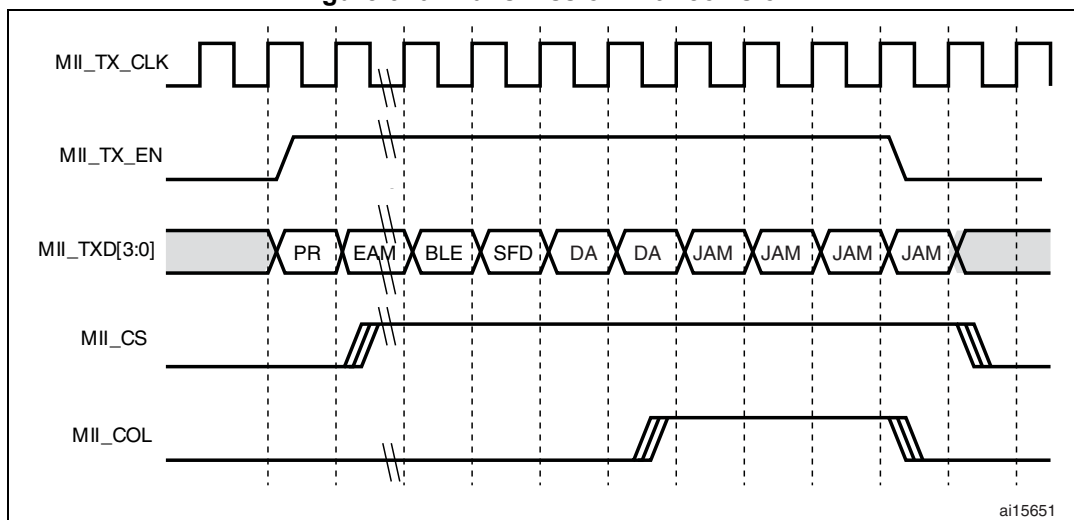 MII_TX_CLK
MII_TX_EN
MII_TXD[3:0] PR EAM BLE SFD DA DA JAM JAM JAM JAM
MII_CS
MII_COL
ai15651